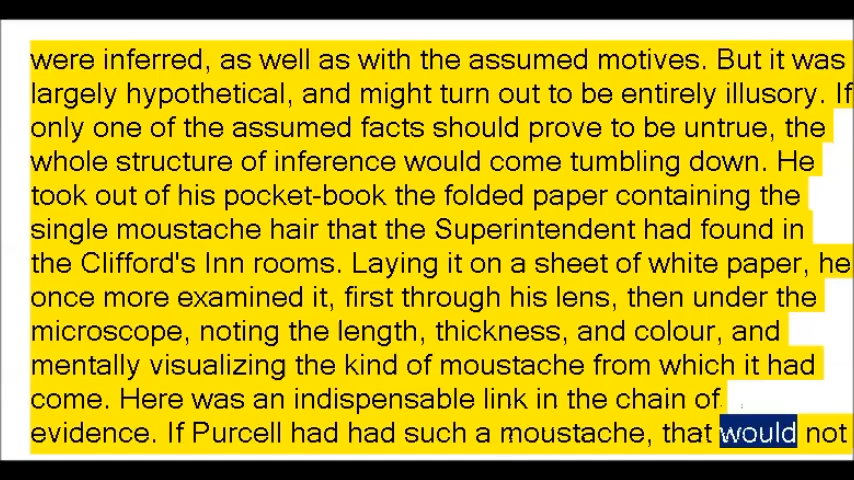 were inferred, as well as with the assumed motives. But it was
largely hypothetical, and might turn out to be entirely illusory. If
only one of the assumed facts should prove to be untrue, the
whole structure of inference would come tumbling down. He
took out of his pocket-book the folded paper containing the
single moustache hair that the Superintendent had found in
the Clifford's Inn rooms. Laying it on a sheet of white paper, he
once more examined it, first through his lens, then under the
microscope, noting the length, thickness, and colour, and
mentally visualizing the kind of moustache from which it had
come. Here was an indispensable link in the chain of
evidence. If Purcell had had such a moustache, that would not